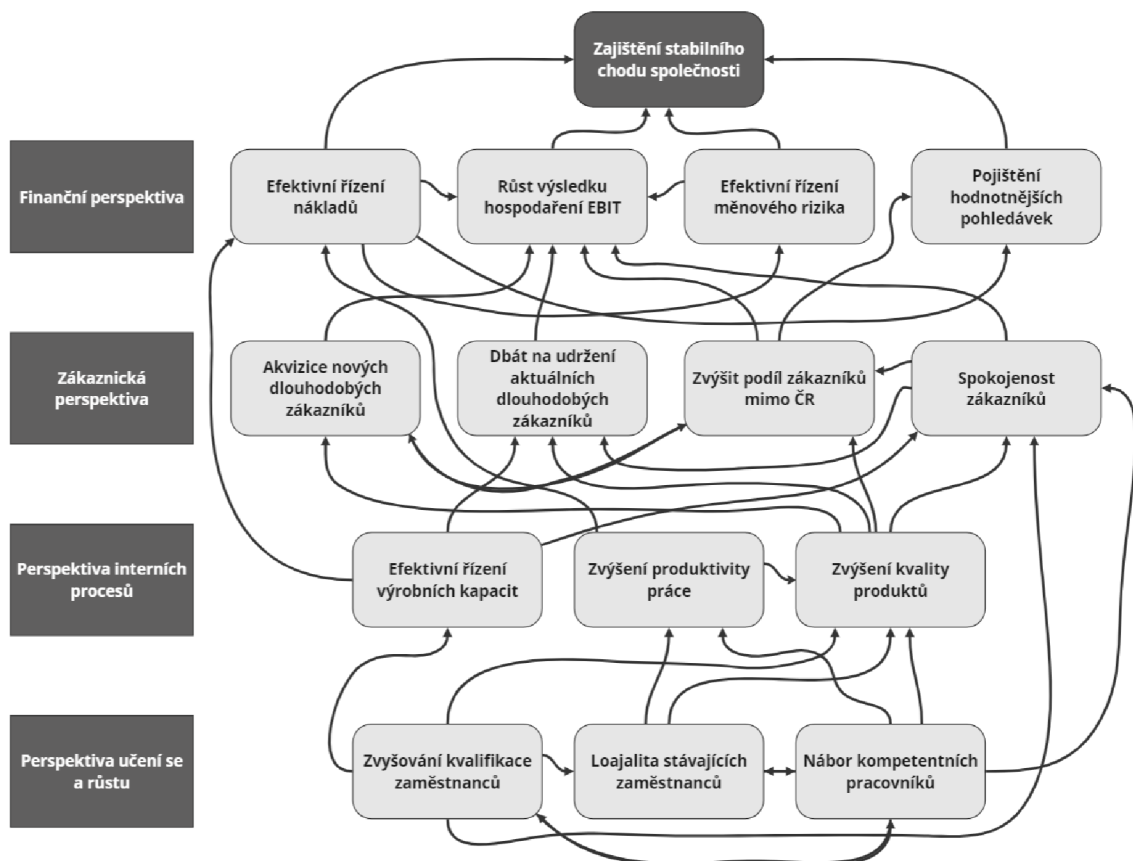 Zajištění stabilního
chodu společnosti
Finanční perspektiva
Efektivní řízení
nákladů
Růst výsledku
hospodaření EBIT
Efektivní řízení
měnového rizika
Pojištění
hodnotnějších
pohledávek
Zákaznická
perspektiva
Akvizice nových
dlouhodobých
zákazníků
Dbát na udržení
aktuálních
dlouhodobých
zákazníků
Zvýšit podíl zákazníků
mimo ČR
Spokojenost
zákazníků
Perspektiva interních
procesů
Efektivní řízení
výrobních kapacit
Zvýšení produktivity
práce
Zvýšení kvality
produktů
Perspektiva učení se
a růstu
Zvyšování kvalifikace
zaměstnanců
Loajalita stávajících
zaměstnanců
Nábor kompetentních
pracovníků